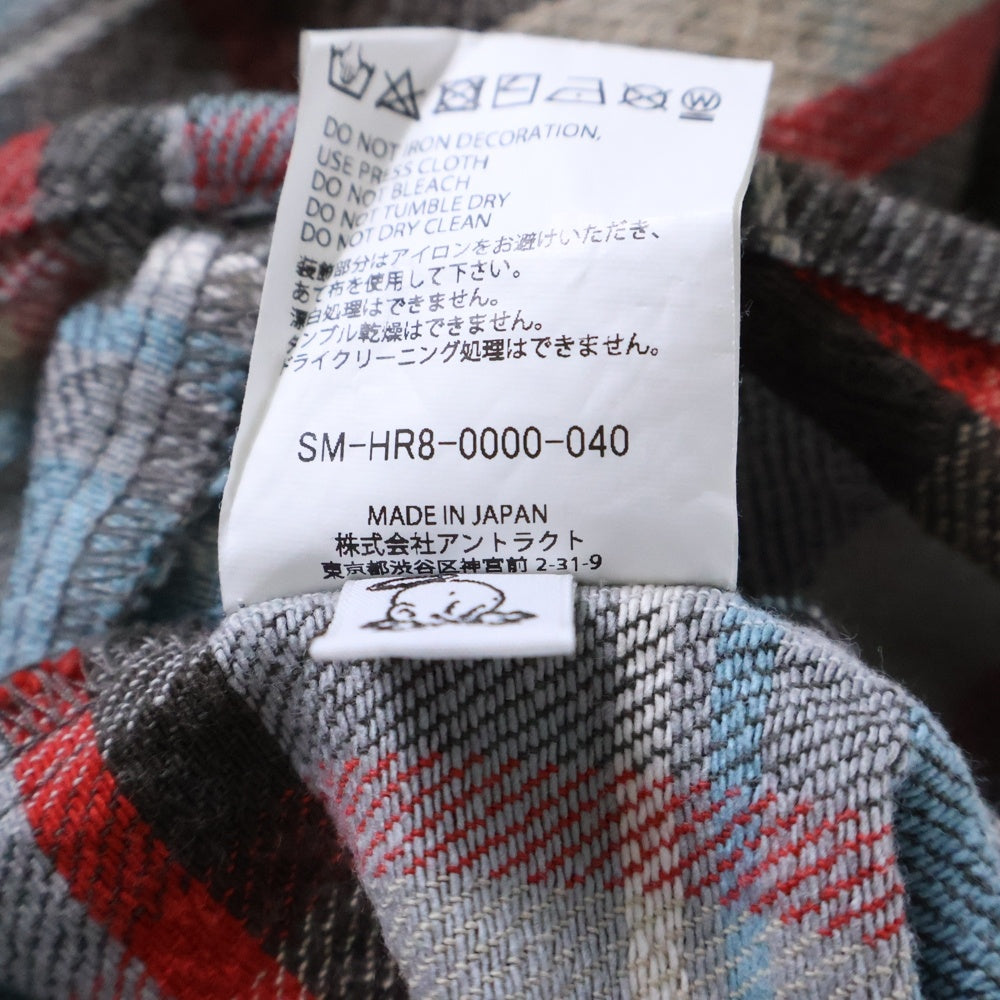 DO NOT IRON DECORATION,
USE PRESS CLOTH
DO NOT BLEACH
DO NOT TUMBLE DRY
DO NOT DRY CLEAN
装飾部分はアイロンをお避けいただき、
あて布を使用して下さい。
漂白処理はできません。
タンブル乾燥はできません。
ドライクリーニング処理はできません。
SM-HR8-0000-040
MADE IN JAPAN
株式会社アントラクト
東京都渋谷区神宮前 2-31-9